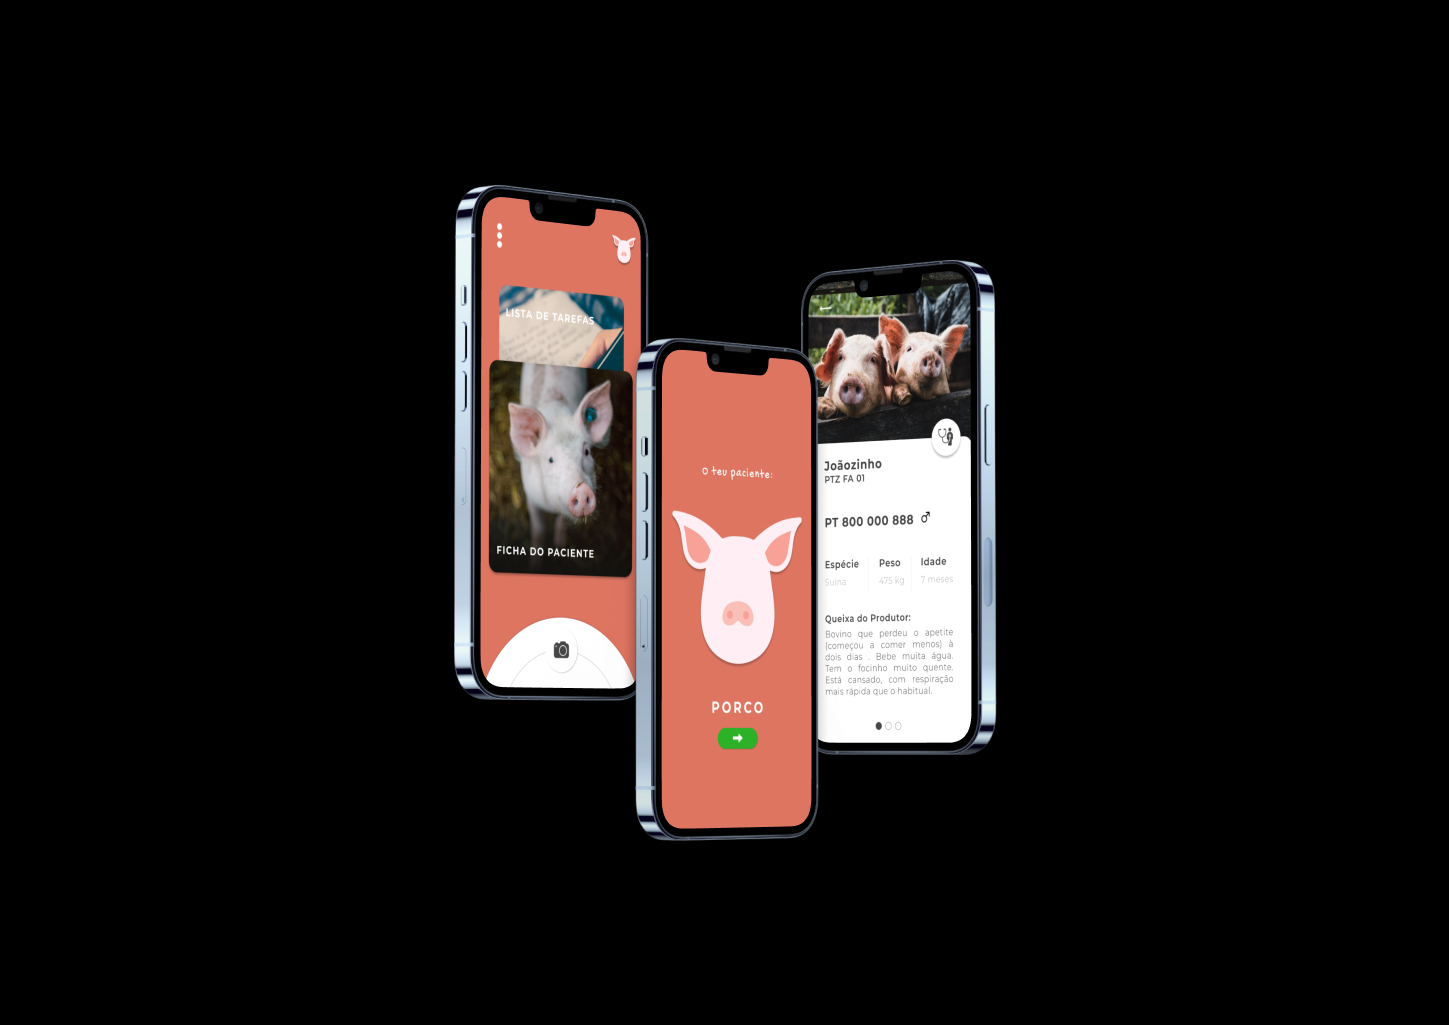 LISTA DE TAREFAS
FICHA DO PACIENTE
O teu paciente:
PORCO
Joãozinho
PTZ FA 01
PT 800 000 888
Espécie Peso Idade
Suina 475 kg 7 meses
Queixa do Produtor:
Bovino que perdeu o apetite
(começou a comer menos) à
dois dias . Bebe muita água.
Tem o focinho muito quente.
Está cansado, com respiração
mais rápida que o habitual.